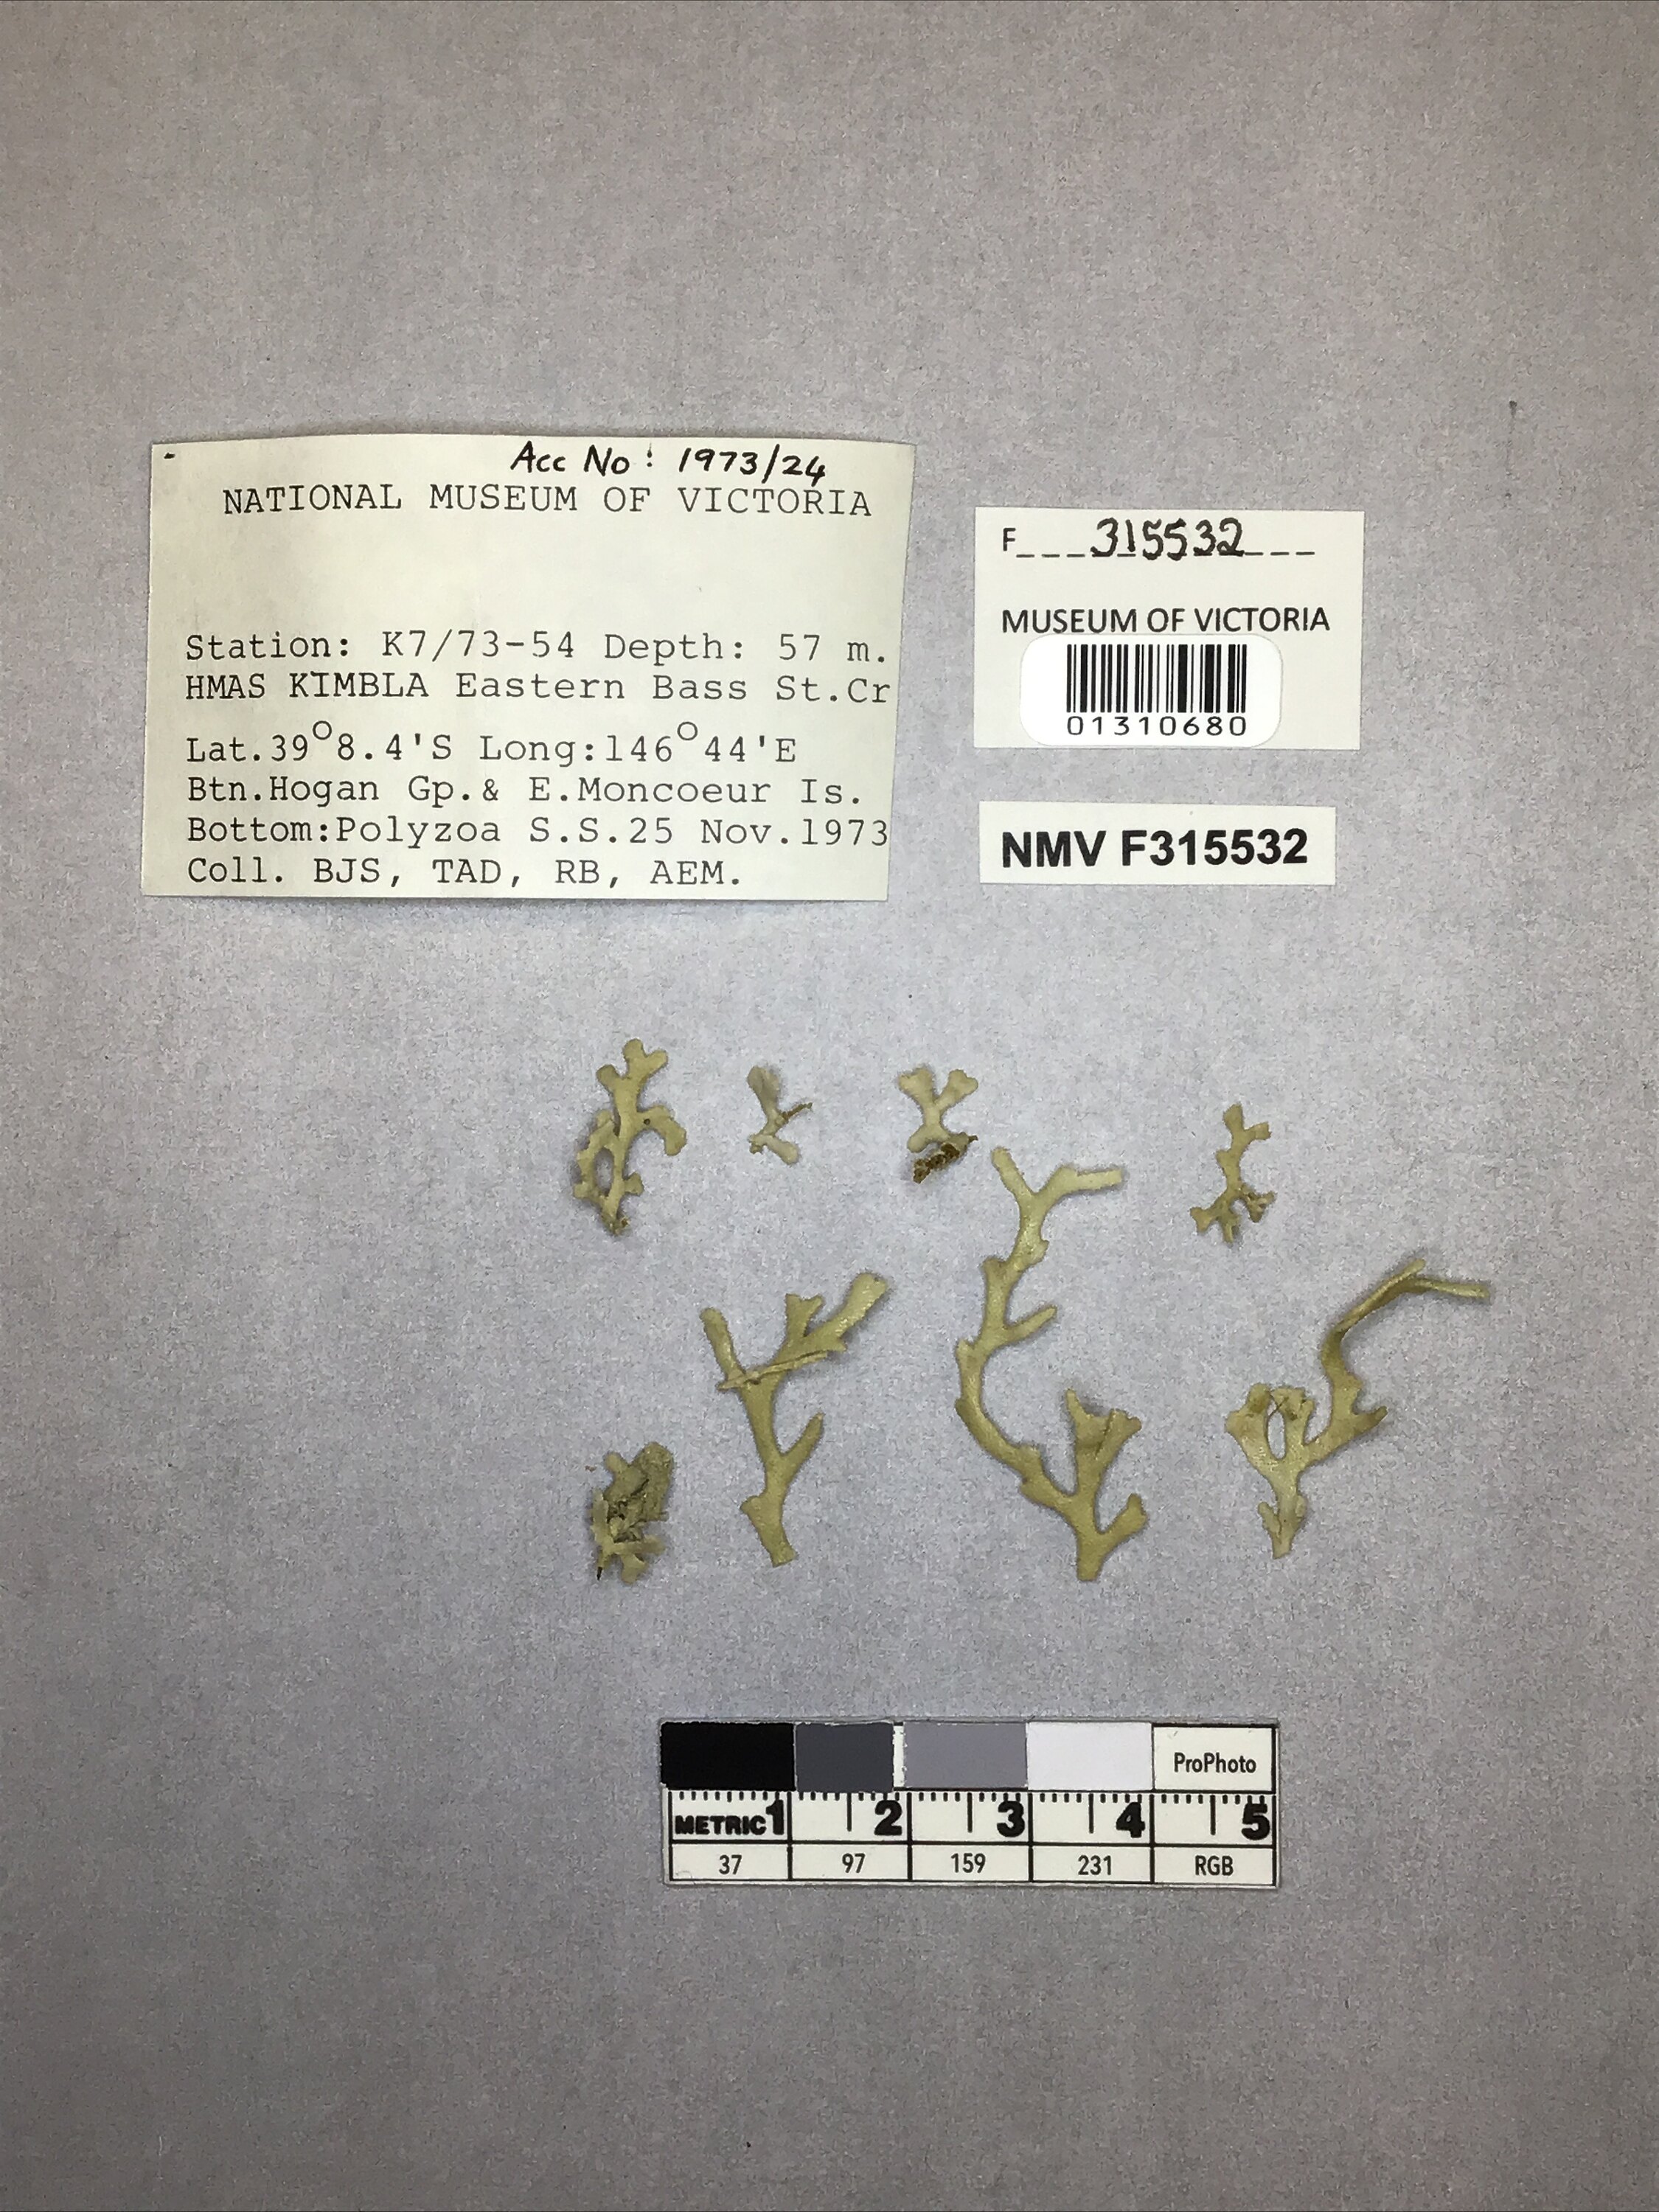 Acc No: 1973/24
NATIONAL MUSEUM OF VICTORIA
Station: K7/73-54 Depth: 57 m.
HMAS KIMBLA Eastern Bass St.Cr
Lat.39°8.4'S Long:146°44'E
Btn.Hogan Gp.& E.Moncoeur Is.
Bottom:Polyzoa S.S.25 Nov.1973
Coll. BJS, TAD, RB, AEM.
F___315532___
MUSEUM OF VICTORIA
01310680
NMV F315532
ProPhoto
METRIC 1 2 3 4 5
37 97 159 231 RGB